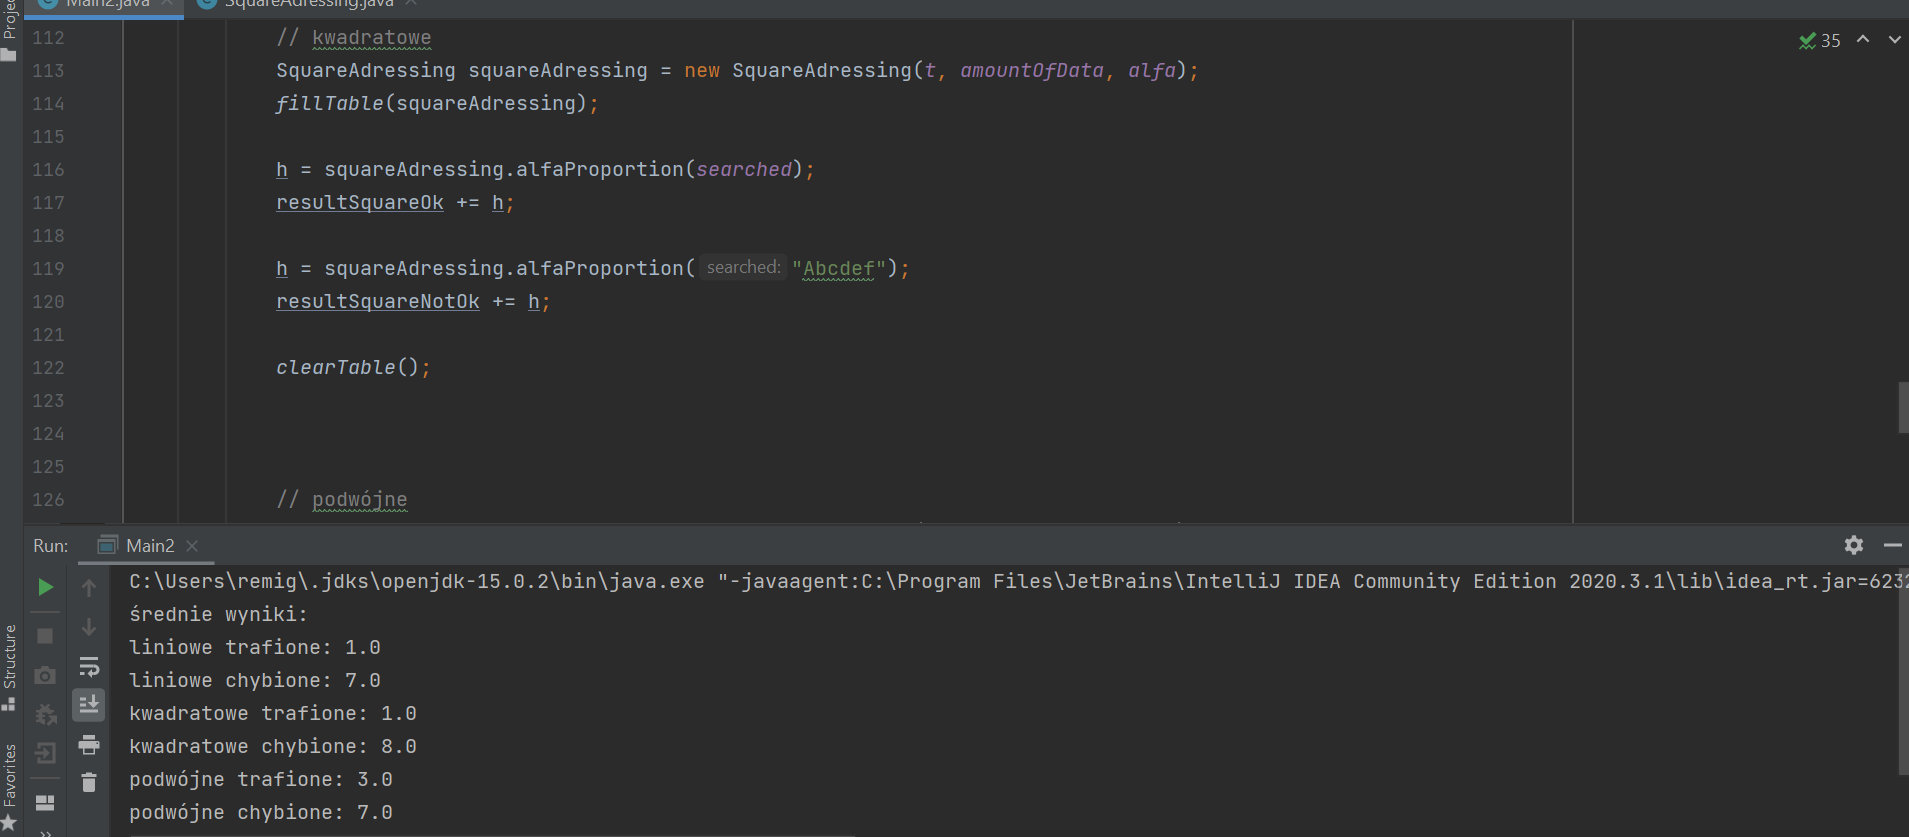 Main2.java SquareAdressing.java
Project
112 // kwadratowe
35
113 SquareAdressing squareAdressing = new SquareAdressing(t, amountOfData, alfa);
114 fillTable(squareAdressing);
115
116 h = squareAdressing.alfaProportion(searched);
117 resultSquareOk += h;
118
119 h = squareAdressing.alfaProportion( searched: "Abcdef");
120 resultSquareNotOk += h;
121
122 clearTable();
123
124
125
126 // podwójne
Run: Main2
C:\Users\remig\.jdks\openjdk-15.0.2\bin\java.exe "-javaagent:C:\Program Files\JetBrains\IntelliJ IDEA Community Edition 2020.3.1\lib\idea_rt.jar=6232
średnie wyniki:
liniowe trafione: 1.0
liniowe chybione: 7.0
kwadratowe trafione: 1.0
kwadratowe chybione: 8.0
podwójne trafione: 3.0
podwójne chybione: 7.0
Structure
Favorites